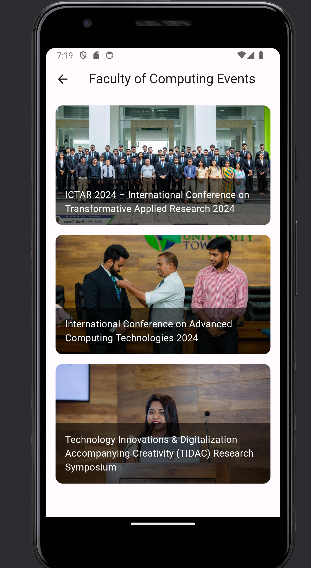 7:19
Faculty of Computing Events
ICTAR 2024 – International Conference on
Transformative Applied Research 2024
UNIVERSITY
TOW
International Conference on Advanced
Computing Technologies 2024
Technology Innovations & Digitalization
Accompanying Creativity (TIDAC) Research
Symposium